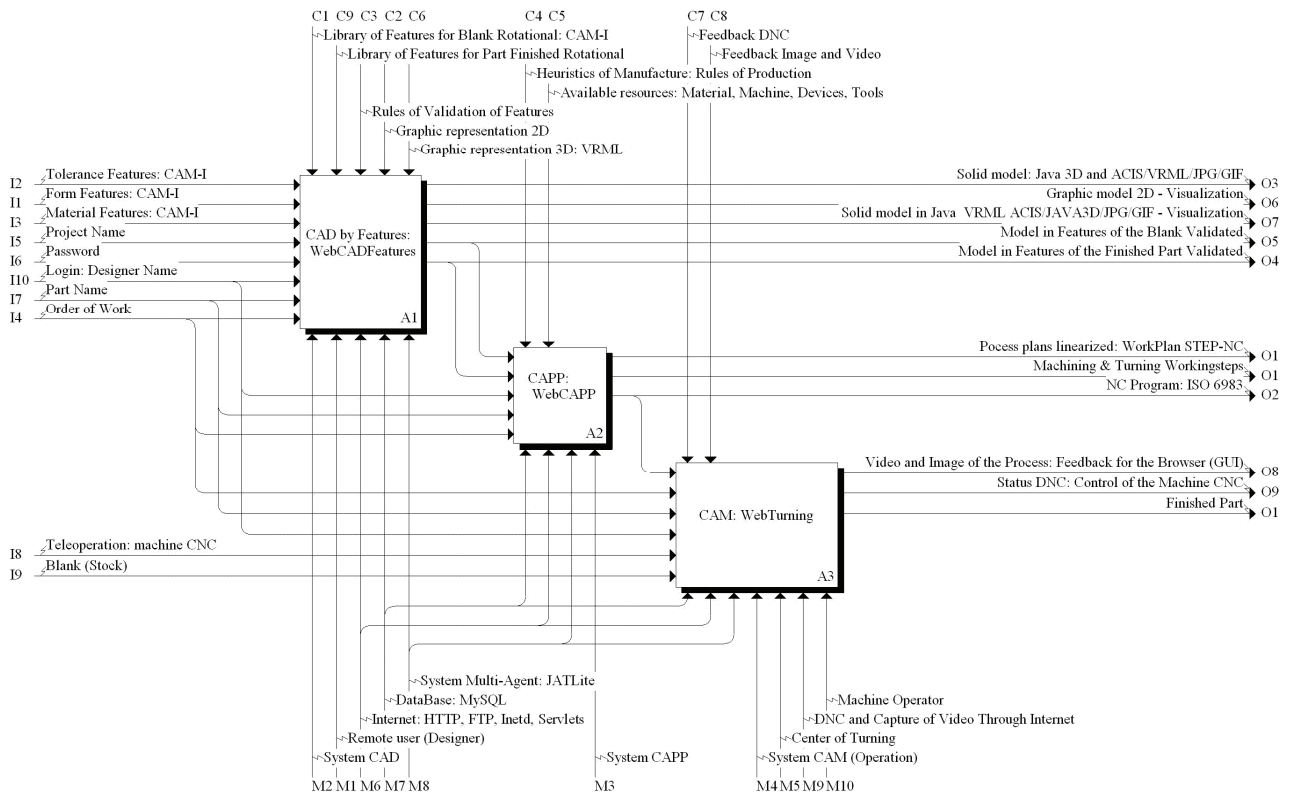 C1 C9 C3 C2 C6 C4 C5 C7 C8
Library of Features for Blank Rotational: CAM-I
Feedback DNC
Library of Features for Part Finished Rotational
Feedback Image and Video
Heuristics of Manufacture: Rules of Production
Available resources: Material, Machine, Devices, Tools
Rules of Validation of Features
Graphic representation 2D
Graphic representation 3D: VRML
I2 Tolerance Features: CAM-I
I1 Form Features: CAM-I
I3 Material Features: CAM-I
I5 Project Name
I6 Password
I10 Login: Designer Name
I7 Part Name
I4 Order of Work
CAD by Features:
WebCADFeatures
A1
Solid model: Java 3D and ACIS/VRML/JPG/GIF O3
Graphic model 2D - Visualization O6
Solid model in Java VRML ACIS/JAVA3D/JPG/GIF - Visualization O7
Model in Features of the Blank Validated O5
Model in Features of the Finished Part Validated O4
CAPP:
WebCAPP
A2
Pocess plans linearized: WorkPlan STEP-NC O1
Machining & Turning Workingsteps O1
NC Program: ISO 6983 O2
CAM: WebTurning
A3
Video and Image of the Process: Feedback for the Browser (GUI) O8
Status DNC: Control of the Machine CNC O9
Finished Part O1
I8 Teleoperation: machine CNC
I9 Blank (Stock)
System Multi-Agent: JATLite
DataBase: MySQL
Internet: HTTP, FTP, Inetd, Servlets
Remote user (Designer)
System CAD
System CAPP
Machine Operator
DNC and Capture of Video Through Internet
Center of Turning
System CAM (Operation)
M2 M1 M6 M7 M8 M3 M4 M5 M9 M10